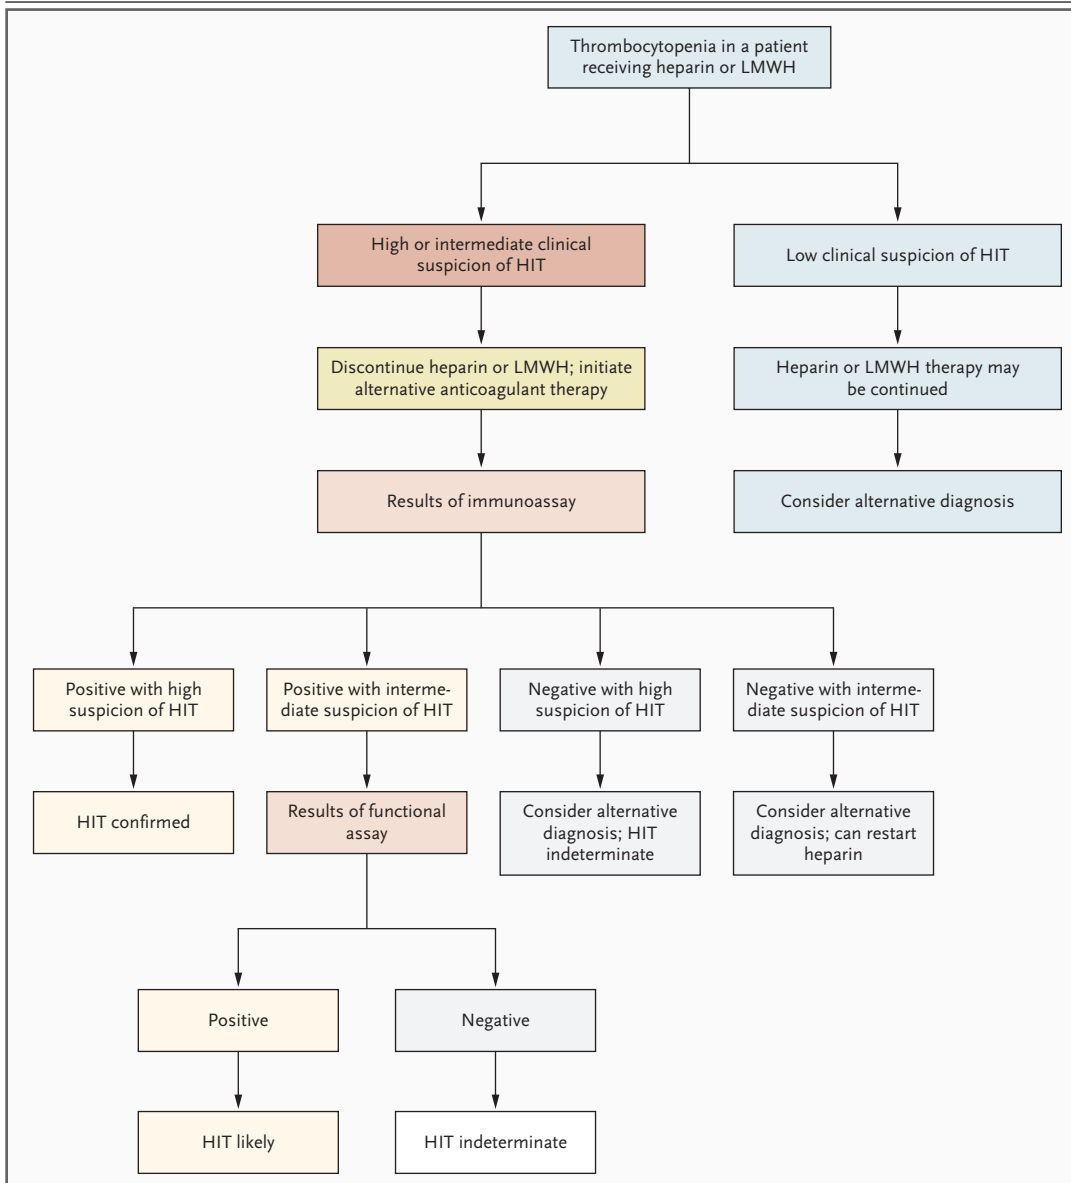 Thrombocytopenia in a patient
receiving heparin or LMWH
High or intermediate clinical
suspicion of HIT
Low clinical suspicion of HIT
Discontinue heparin or LMWH; initiate
alternative anticoagulant therapy
Heparin or LMWH therapy may
be continued
Results of immunoassay
Consider alternative diagnosis
Positive with high
suspicion of HIT
Positive with interme-
diate suspicion of HIT
Negative with high
suspicion of HIT
Negative with interme-
diate suspicion of HIT
HIT confirmed
Results of functional
assay
Consider alternative
diagnosis; HIT
indeterminate
Consider alternative
diagnosis; can restart
heparin
Positive
Negative
HIT likely
HIT indeterminate